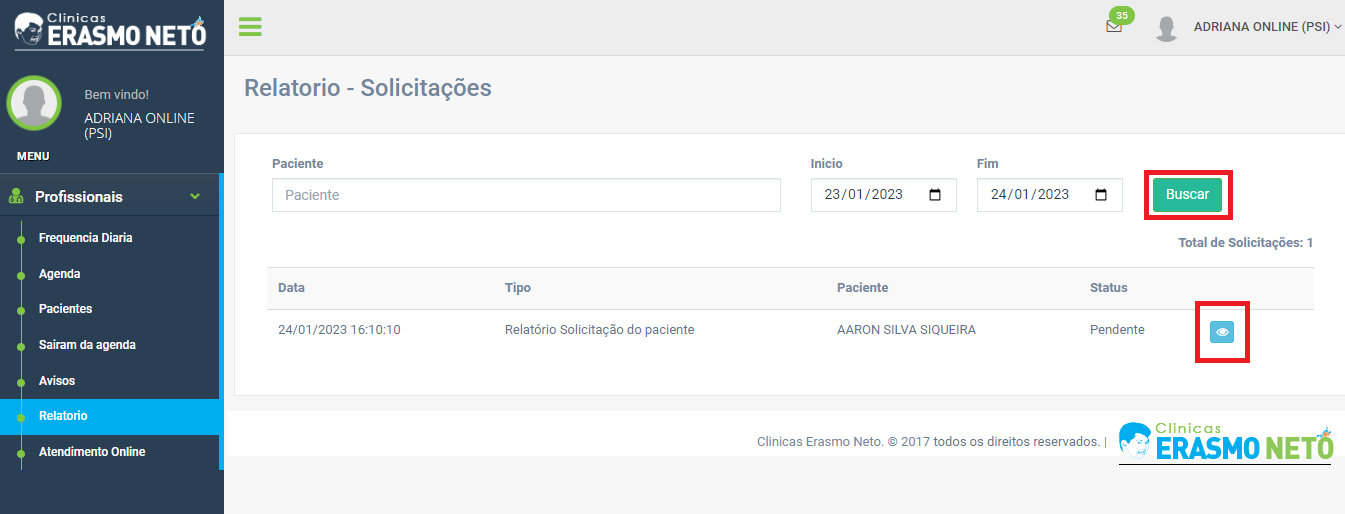 Clinicas
ERASMO NETO
35
ADRIANA ONLINE (PSI)
Bem vindo!
ADRIANA ONLINE
(PSI)
MENU
Profissionais
Frequencia Diaria
Agenda
Pacientes
Sairam da agenda
Avisos
Relatorio
Atendimento Online
Relatorio - Solicitações
Paciente
Inicio
Fim
Paciente
23/01/2023
24/01/2023
Buscar
Total de Solicitações: 1
Data
Tipo
Paciente
Status
24/01/2023 16:10:10
Relatório Solicitação do paciente
AARON SILVA SIQUEIRA
Pendente
Clinicas Erasmo Neto. © 2017 todos os direitos reservados. |
Clinicas
ERASMO NETO